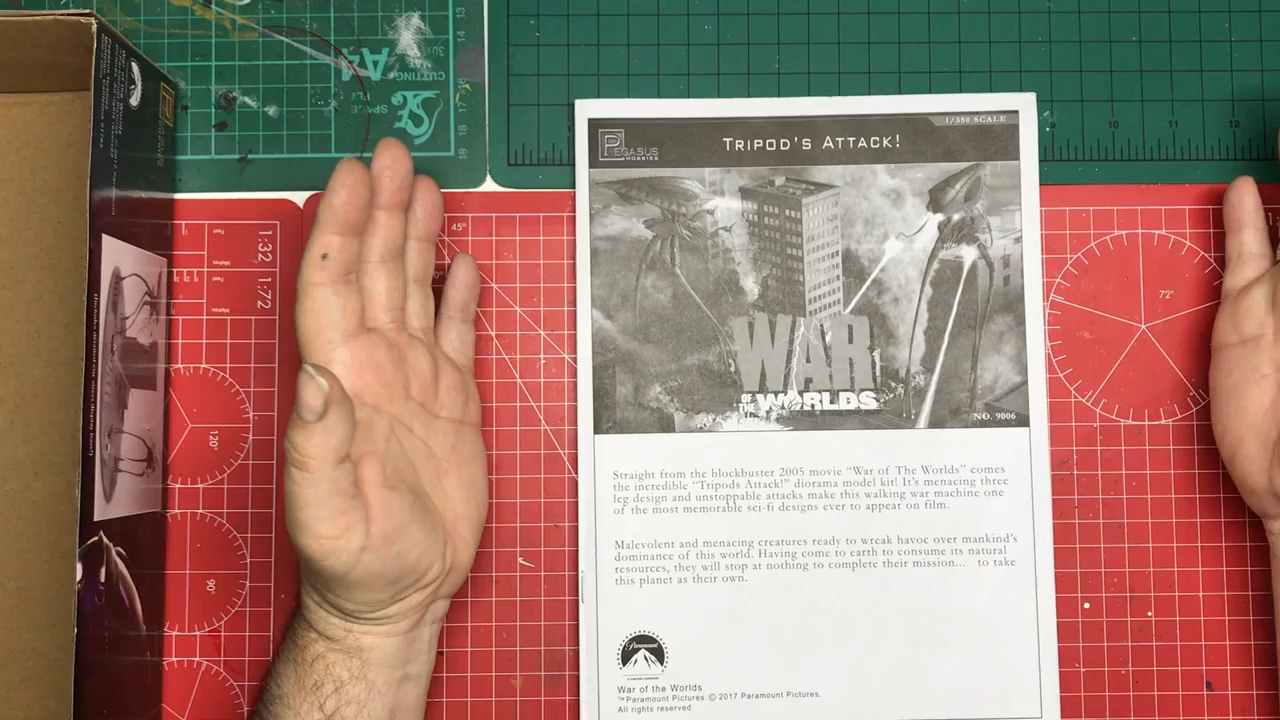 PEGASUS
HOBBIES
TRIPOD'S ATTACK!
1/350 SCALE
WAR
OF THE WORLDS
NO. 9006
Straight from the blockbuster 2005 movie “War of The Worlds” comes
the incredible “Tripods Attack!” diorama model kit! It's menacing three
leg design and unstoppable attacks make this walking war machine one
of the most memorable sci-fi designs ever to appear on film.
Malevolent and menacing creatures ready to wreak havoc over mankind's
dominance of this world. Having come to earth to consume its natural
resources, they will stop at nothing to complete their mission... to take
this planet as their own.
Paramount
War of the Worlds
™Paramount Pictures. © 2017 Paramount Pictures.
All rights reserved.
A4
CUTTING
MAT
13
14
16
17
18
19
10
11
12
1:32
1:72
Feet
Metres
Feet
Metres
45°
72°
120°
90°